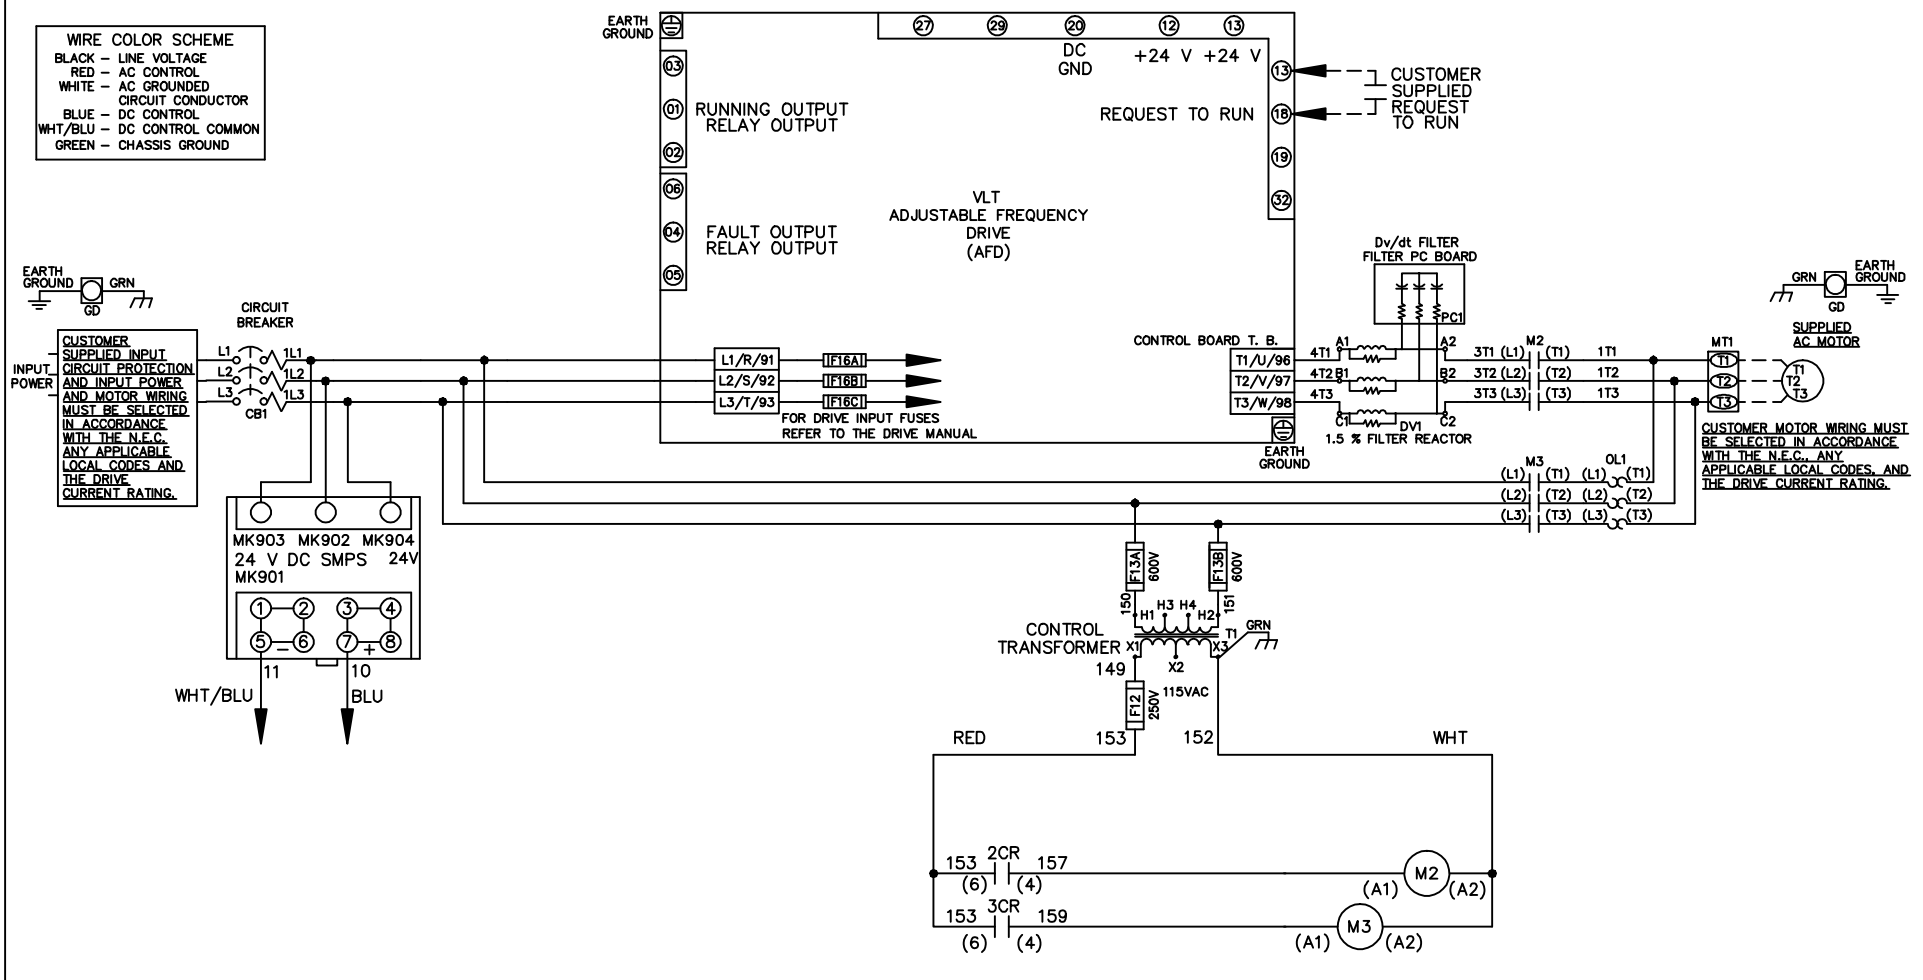 WIRE COLOR SCHEME
BLACK – LINE VOLTAGE
RED – AC CONTROL
WHITE – AC GROUNDED
CIRCUIT CONDUCTOR
BLUE – DC CONTROL
WHT/BLU – DC CONTROL COMMON
GREEN – CHASSIS GROUND
EARTH
GROUND
27 29 20 12 13
DC
GND
+24 V +24 V
03
01
02
RUNNING OUTPUT
RELAY OUTPUT
06
04
05
FAULT OUTPUT
RELAY OUTPUT
VLT
ADJUSTABLE FREQUENCY
DRIVE
(AFD)
REQUEST TO RUN
13
18
19
32
CUSTOMER
SUPPLIED
REQUEST
TO RUN
EARTH
GROUND
GRN
GD
INPUT
POWER
CUSTOMER
SUPPLIED INPUT
CIRCUIT PROTECTION
AND INPUT POWER
AND MOTOR WIRING
MUST BE SELECTED
IN ACCORDANCE
WITH THE N.E.C.
ANY APPLICABLE
LOCAL CODES AND
THE DRIVE
CURRENT RATING.
CIRCUIT
BREAKER
L1 1L1
L2 1L2
L3 1L3
CB1
L1/R/91 F16A
L2/S/92 F16B
L3/T/93 F16C
FOR DRIVE INPUT FUSES
REFER TO THE DRIVE MANUAL
CONTROL BOARD T. B.
T1/U/96
T2/V/97
T3/W/98
EARTH
GROUND
Dv/dt FILTER
FILTER PC BOARD
PC1
4T1 A1 A2
4T2 B1 B2
4T3 C1 C2
DV1
1.5 % FILTER REACTOR
M2
3T1 (L1) (T1) 1T1
3T2 (L2) (T2) 1T2
3T3 (L3) (T3) 1T3
MT1
T1
T2
T3
GRN
GD
EARTH
GROUND
SUPPLIED
AC MOTOR
T1
T2
T3
CUSTOMER MOTOR WIRING MUST
BE SELECTED IN ACCORDANCE
WITH THE N.E.C., ANY
APPLICABLE LOCAL CODES, AND
THE DRIVE CURRENT RATING.
M3 OL1
(L1) (T1) (L1) (T1)
(L2) (T2) (L2) (T2)
(L3) (T3) (L3) (T3)
MK903 MK902 MK904
24 V DC SMPS 24V
MK901
1 2 3 4
5 – 6 7 + 8
11 10
WHT/BLU BLU
F13A 600V
F13B 600V
150 151
H1 H3 H4 H2
CONTROL
TRANSFORMER
T1
GRN
X1 X2 X3
149
115VAC
F12 250V
RED 153 152 WHT
153 2CR 157
(6) (4)
(A1) M2 (A2)
153 3CR 159
(6) (4)
(A1) M3 (A2)